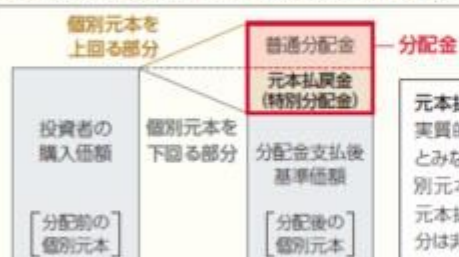 個別元本を
上回る部分
普通分配金
分配金
元本払戻金
(特別分配金)
投資者の
購入価額
個別元本を
下回る部分
分配金支払後
基準価額
分配前の
個別元本
分配後の
個別元本
元本払
実質的
とみな
別元本
元本払
分は非